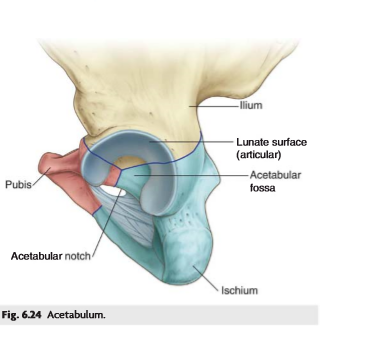 Ilium
Lunate surface
(articular)
Acetabular
fossa
Pubis
Acetabular notch
Ischium
Fig. 6.24 Acetabulum.